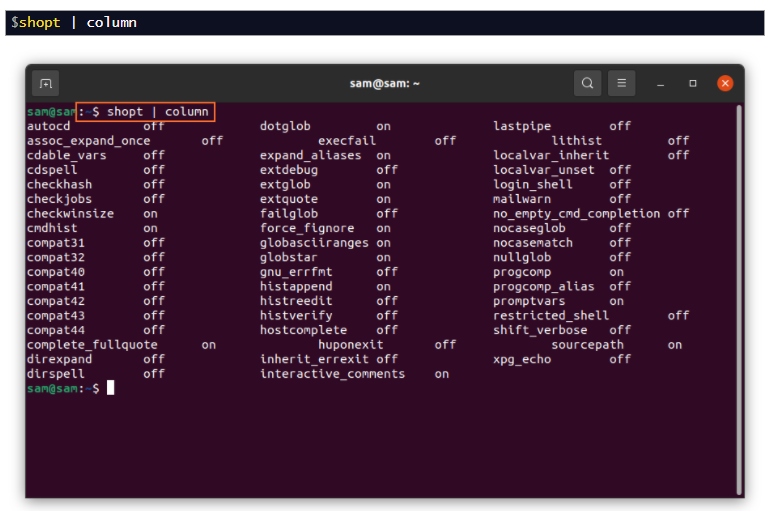 $shopt | column
sam@sam: ~
sam@sam:~$ shopt | column
autocd off dotglob on lastpipe off
assoc_expand_once off execfail off lithist off
cdable_vars off expand_aliases on localvar_inherit off
cdspell off extdebug off localvar_unset off
checkhash off extglob on login_shell off
checkjobs off extquote on mailwarn off
checkwinsize on failglob off no_empty_cmd_completion off
cmdhist on force_fignore on nocaseglob off
compat31 off globasciiranges on nocasematch off
compat32 off globstar on nullglob off
compat40 off gnu_errfmt off progcomp on
compat41 off histappend on progcomp_alias off
compat42 off histreedit off promptvars on
compat43 off histverify off restricted_shell off
compat44 off hostcomplete off shift_verbose off
complete_fullquote on huponexit off sourcepath on
direxpand off inherit_errexit off xpg_echo off
dirspell off interactive_comments on
sam@sam:~$